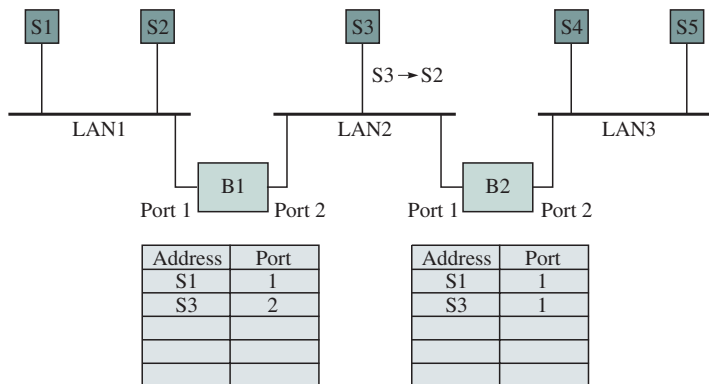 S1 S2 S3 S4 S5
S3 → S2
LAN1 LAN2 LAN3
B1 B2
Port 1 Port 2 Port 1 Port 2
Address Port Address Port
S1 1 S1 1
S3 2 S3 1